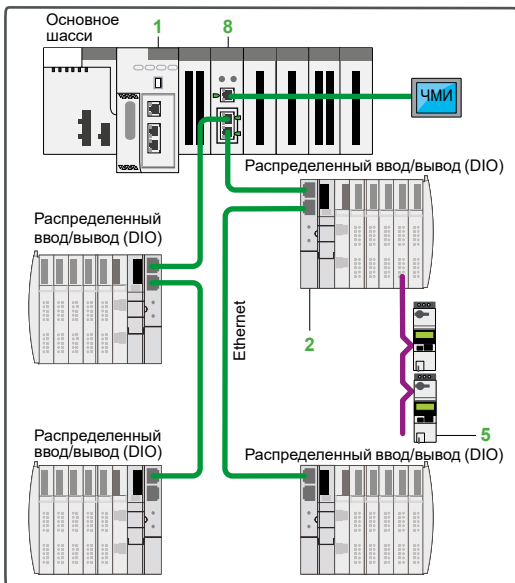 Основное
шасси
1
8
ЧМИ
Распределенный ввод/вывод (DIO)
Распределенный
ввод/вывод (DIO)
Ethernet
2
5
Распределенный
ввод/вывод (DIO)
Распределенный ввод/вывод (DIO)